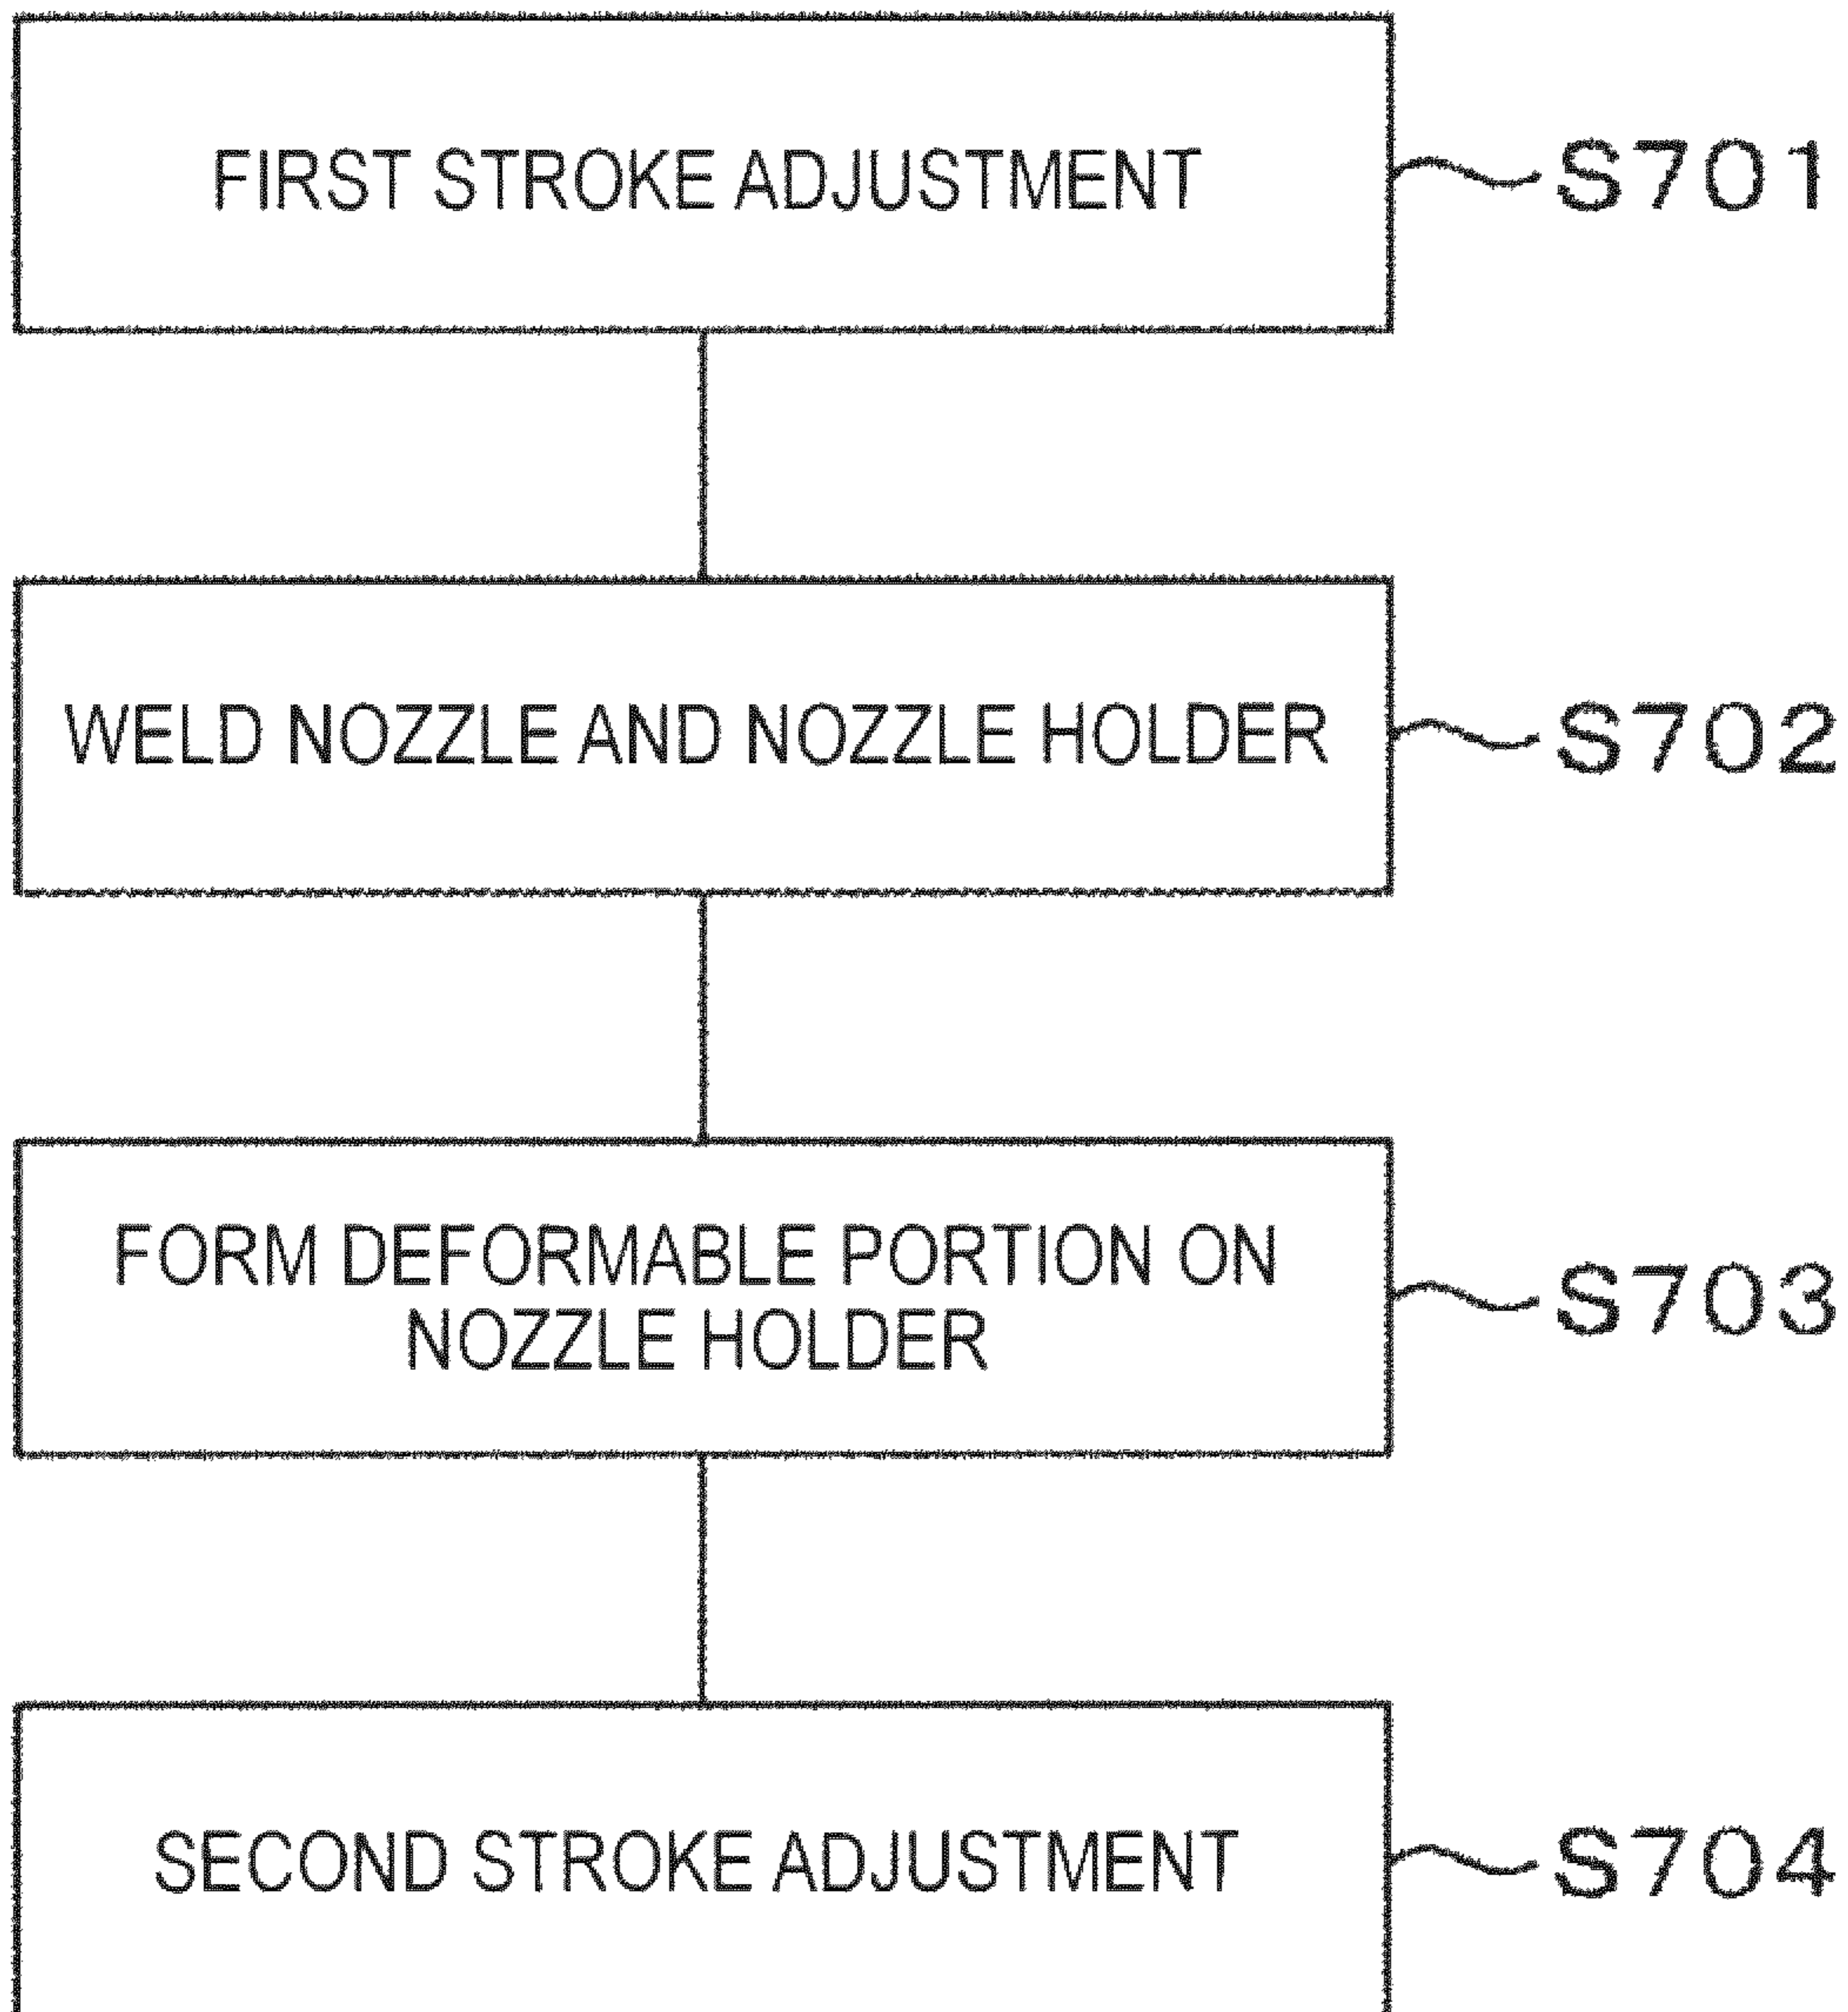 FIRST STROKE ADJUSTMENT
S701
WELD NOZZLE AND NOZZLE HOLDER
S702
FORM DEFORMABLE PORTION ON
NOZZLE HOLDER
S703
SECOND STROKE ADJUSTMENT
S704